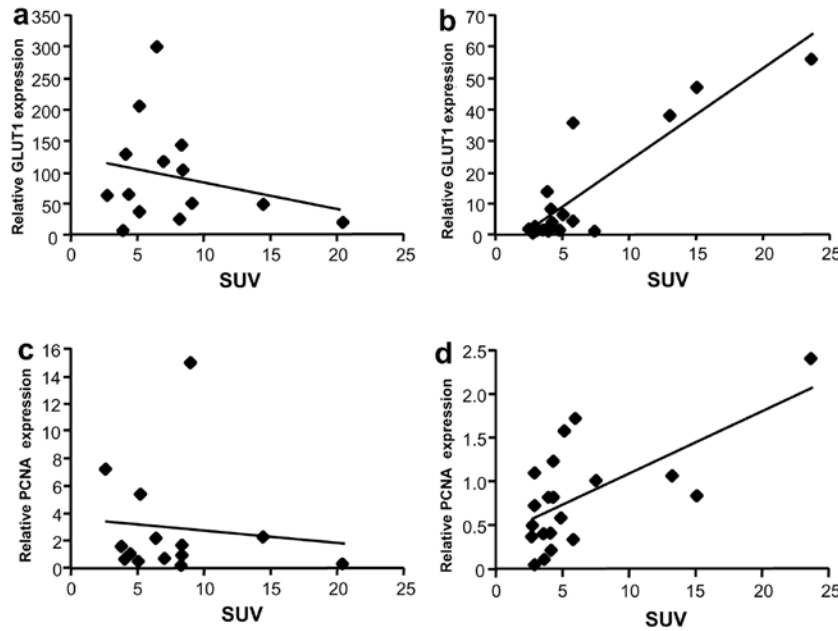 a
Relative GLUT1 expression
350
300
250
200
150
100
50
0
0 5 10 15 20 25
SUV
b
Relative GLUT1 expression
70
60
50
40
30
20
10
0
0 5 10 15 20 25
SUV
c
Relative PCNA expression
16
14
12
10
8
6
4
2
0
0 5 10 15 20 25
SUV
d
Relative PCNA expression
2.5
2.0
1.5
1.0
0.5
0
0 5 10 15 20 25
SUV